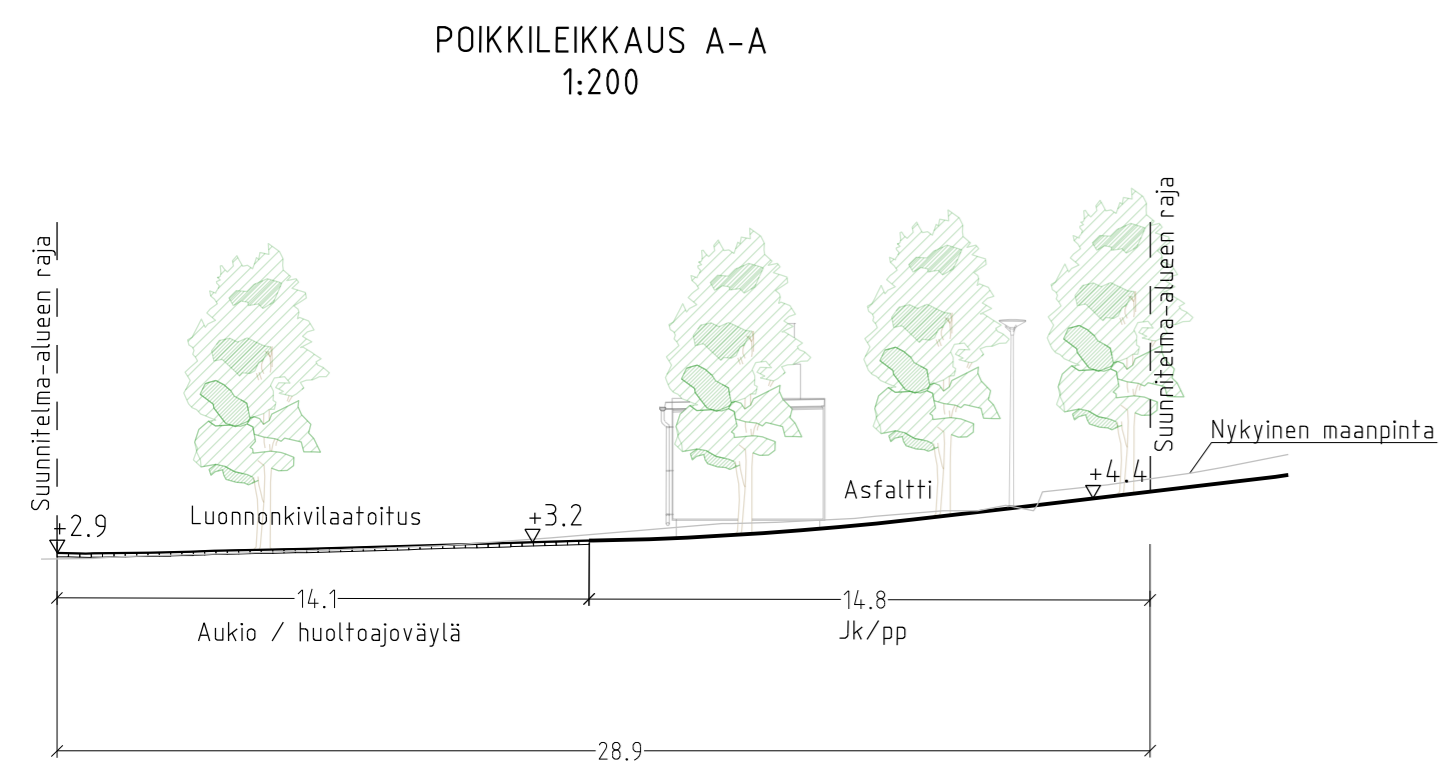 POIKKILEIKKAUS A-A
1:200
Suunnitelma-alueen raja
Suunnitelma-alueen raja
Nykyinen maanpinta
+4.4
Asfaltti
Luonnonkivilaatoitus
+3.2
+2.9
14.1
14.8
Aukio / huoltoajoväylä
Jk/pp
28.9